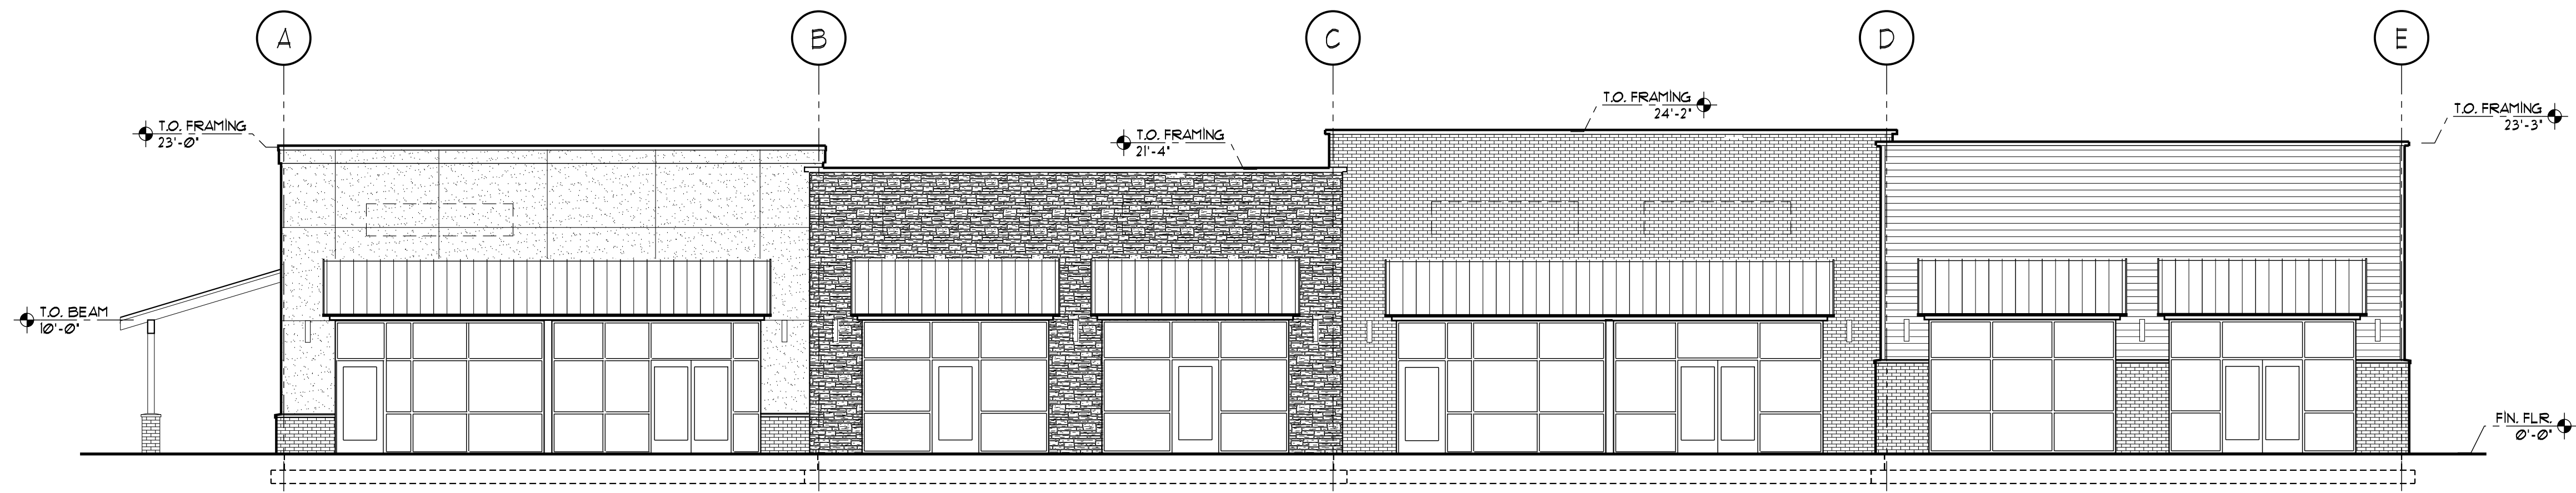 A
B
C
D
E
T.O. FRAMING
23'-0"
T.O. FRAMING
21'-4"
T.O. FRAMING
24'-2"
T.O. FRAMING
23'-3"
T.O. BEAM
10'-0"
FIN. FLR.
0'-0"